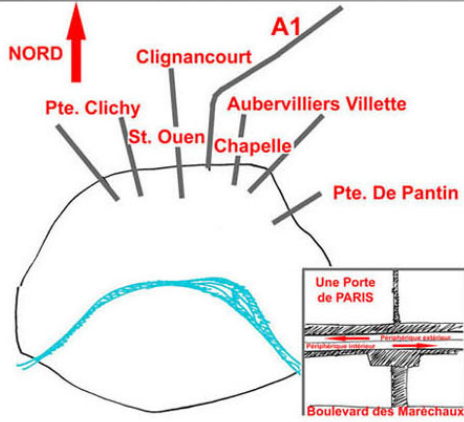 A1
NORD
Clignancourt
Pte. Clichy
Aubervilliers Villette
St. Ouen
Chapelle
Pte. De Pantin
Une Porte
de PARIS
Périphérique extérieur
Périphérique intérieur
Boulevard des Maréchaux